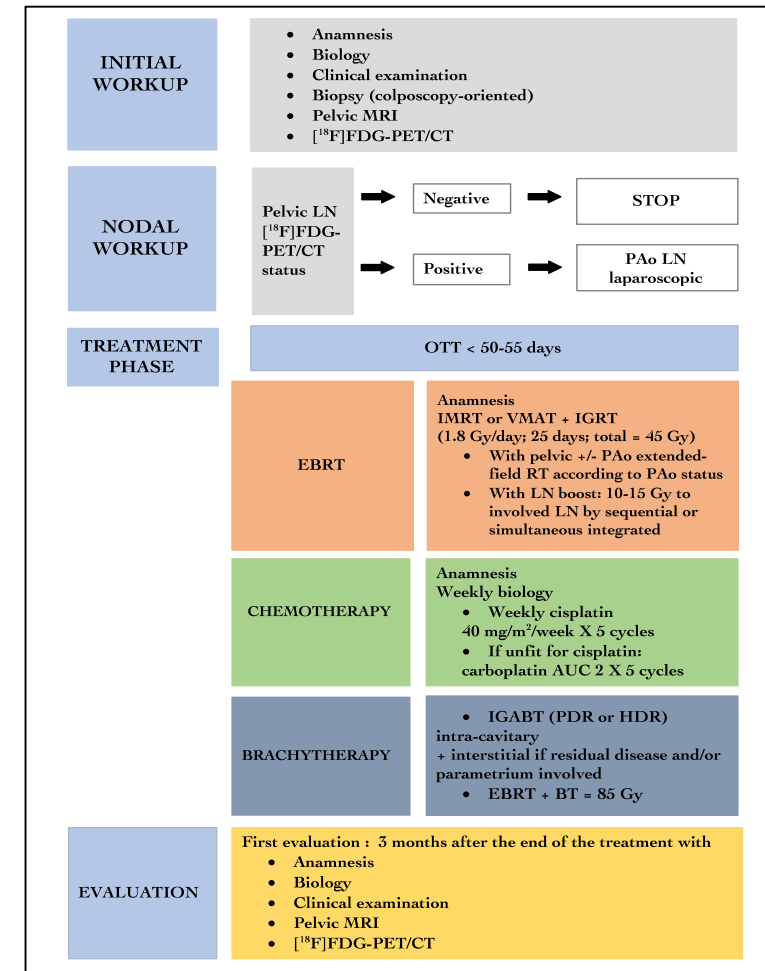 INITIAL
WORKUP
• Anamnesis
• Biology
• Clinical examination
• Biopsy (colposcopy-oriented)
• Pelvic MRI
• [¹⁸F]FDG-PET/CT
NODAL
WORKUP
Pelvic LN
[¹⁸F]FDG-
PET/CT
status
Negative
STOP
Positive
PAo LN
laparoscopic
TREATMENT
PHASE
OTT < 50-55 days
EBRT
Anamnesis
IMRT or VMAT + IGRT
(1.8 Gy/day; 25 days; total = 45 Gy)
• With pelvic +/- PAo extended-
field RT according to PAo status
• With LN boost: 10-15 Gy to
involved LN by sequential or
simultaneous integrated
CHEMOTHERAPY
Anamnesis
Weekly biology
• Weekly cisplatin
40 mg/m²/week X 5 cycles
• If unfit for cisplatin:
carboplatin AUC 2 X 5 cycles
BRACHYTHERAPY
• IGABT (PDR or HDR)
intra-cavitary
+ interstitial if residual disease and/or
parametrium involved
• EBRT + BT = 85 Gy
EVALUATION
First evaluation : 3 months after the end of the treatment with
• Anamnesis
• Biology
• Clinical examination
• Pelvic MRI
• [¹⁸F]FDG-PET/CT